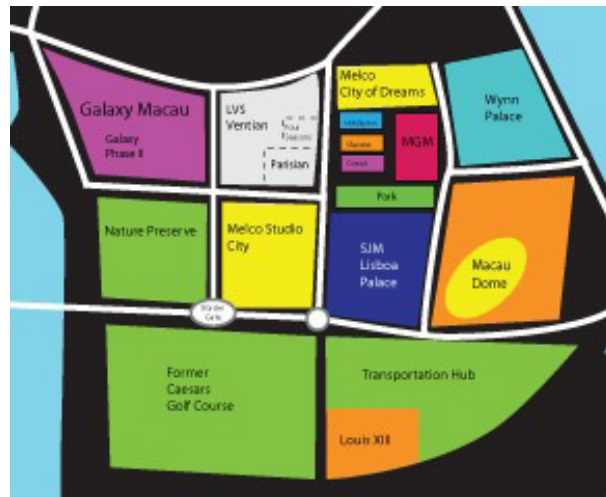 Galaxy Macau
Galaxy
Phase II
LVS
Ventian
Four
Seasons
Parisian
Melco
City of Dreams
MGM
Park
Wynn
Palace
Nature Preserve
Melco Studio
City
SJM
Lisboa
Palace
Macau
Dome
Former
Caesars
Golf Course
Transportation Hub
Louis XIII